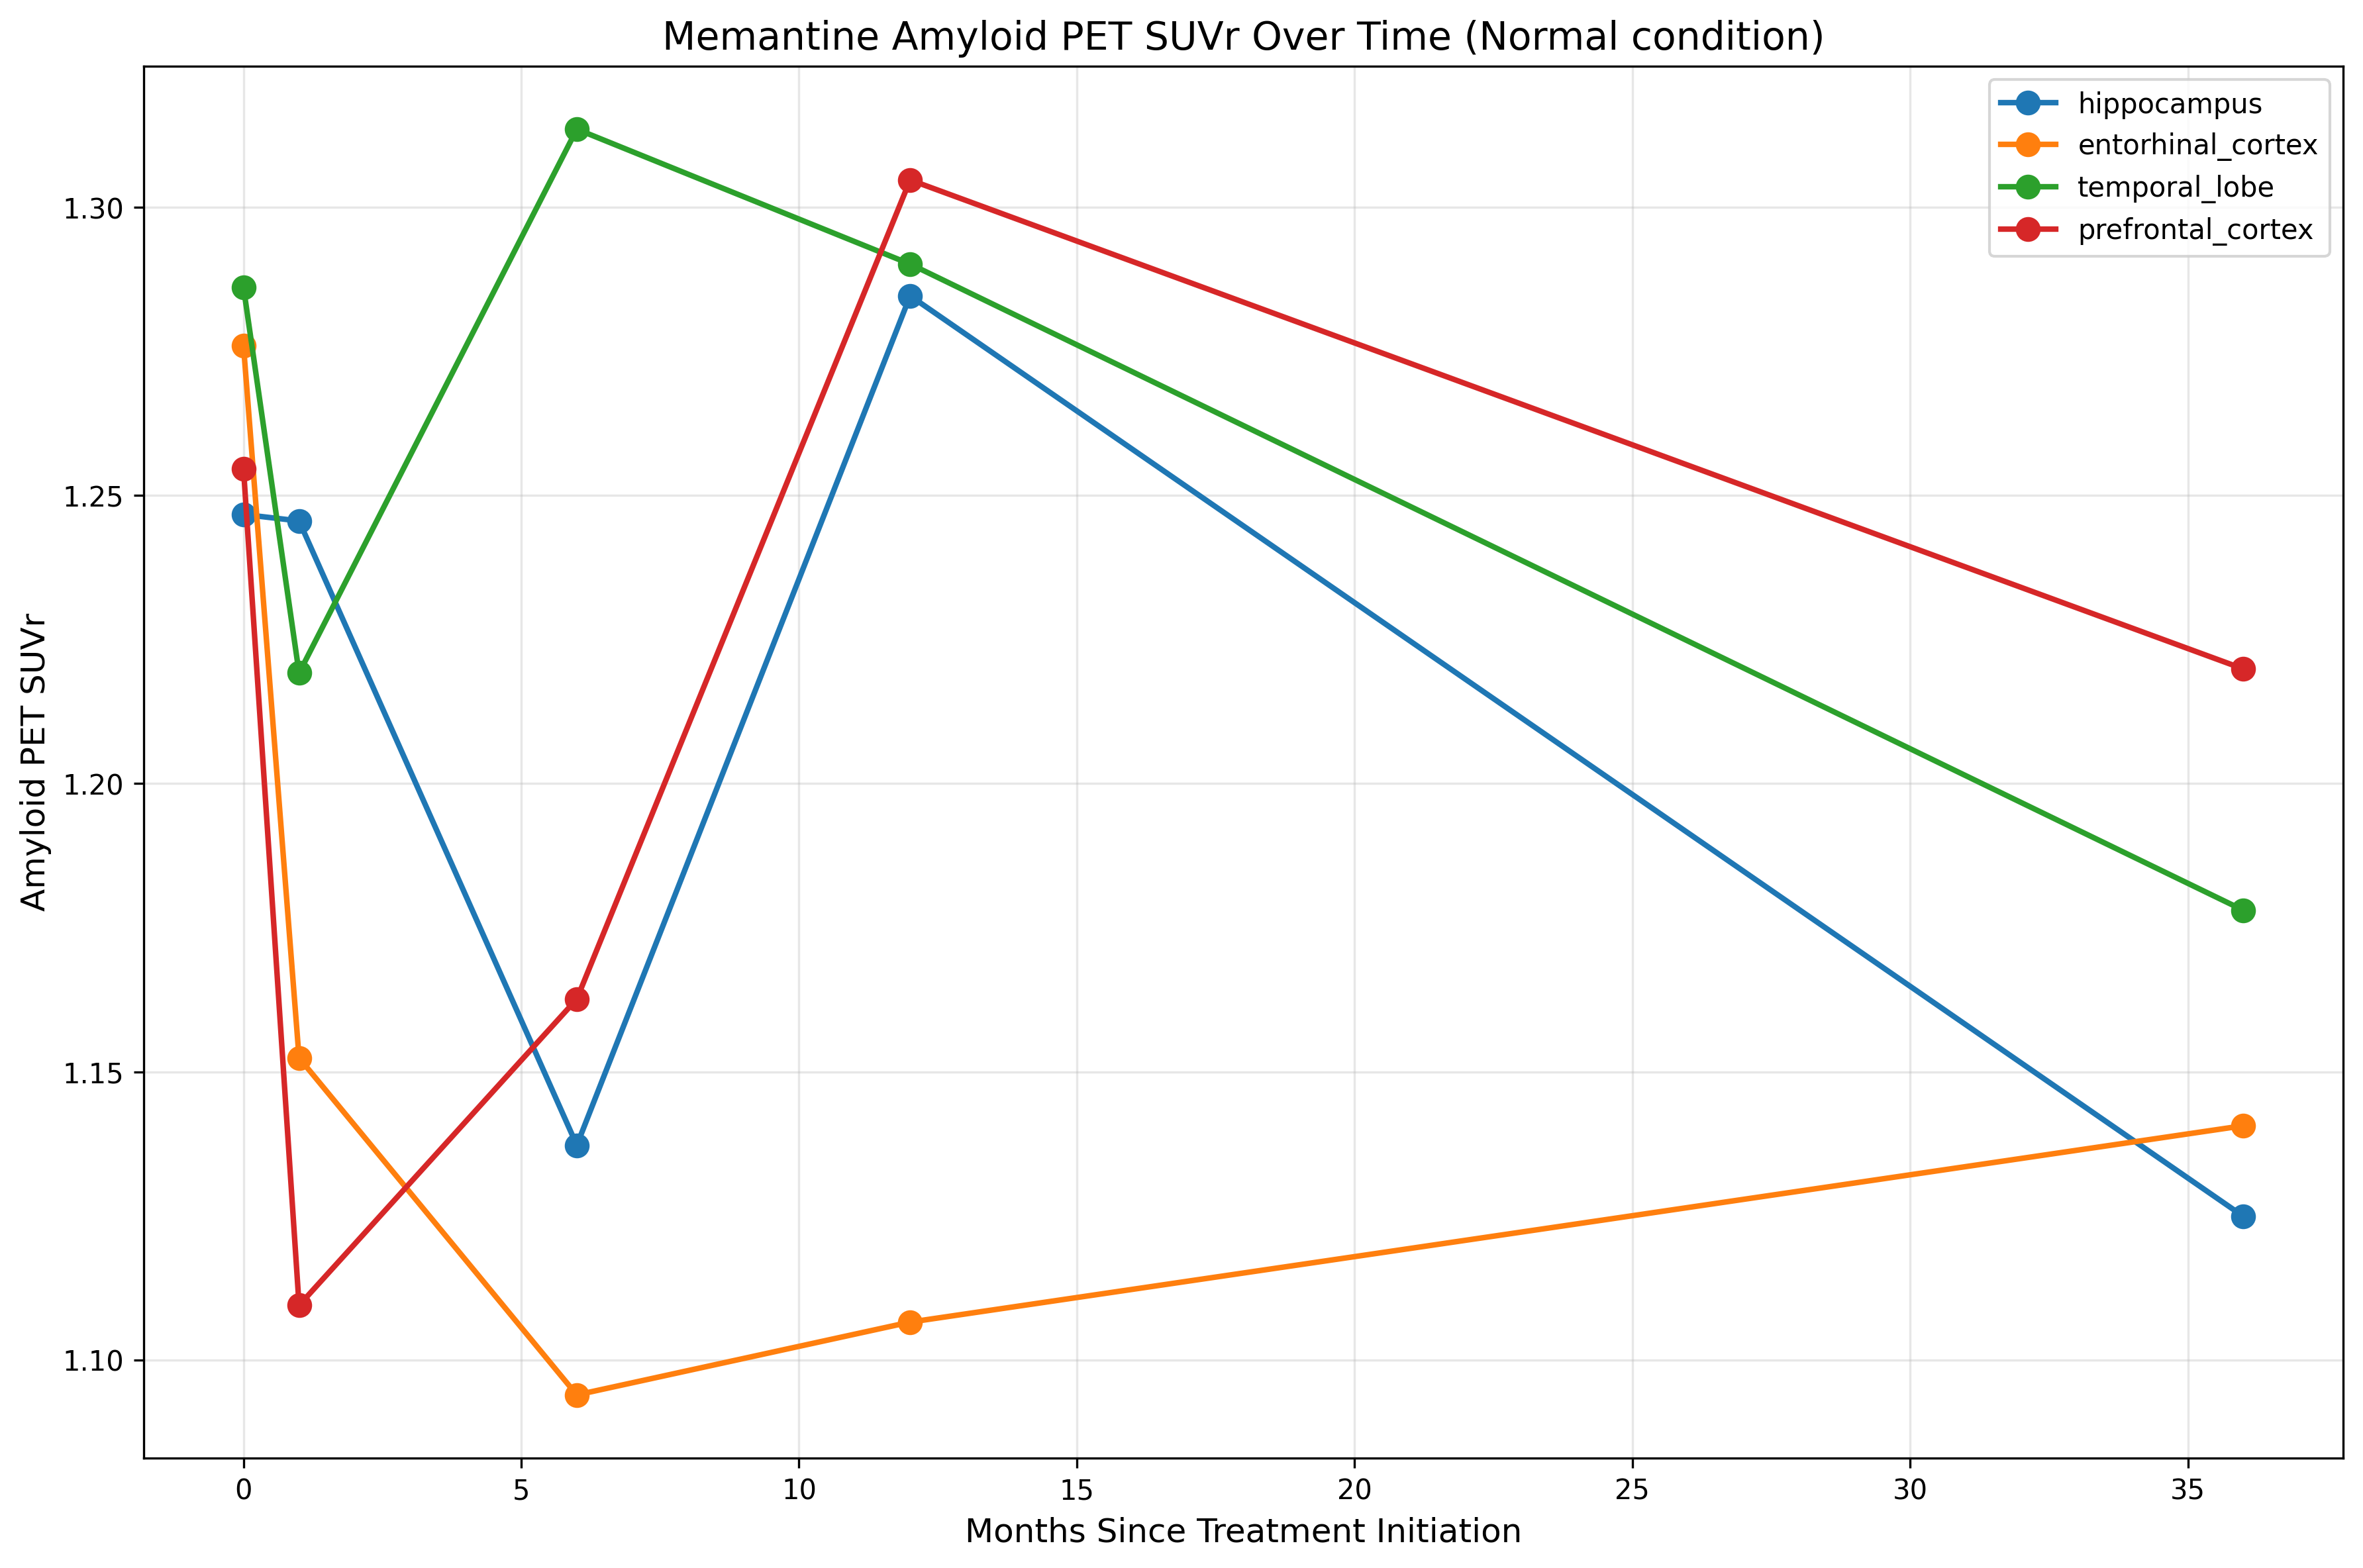 Memantine Amyloid PET SUVr Over Time (Normal condition)
hippocampus
entorhinal_cortex
temporal_lobe
prefrontal_cortex
Amyloid PET SUVr
1.30
1.25
1.20
1.15
1.10
0 5 10 15 20 25 30 35
Months Since Treatment Initiation